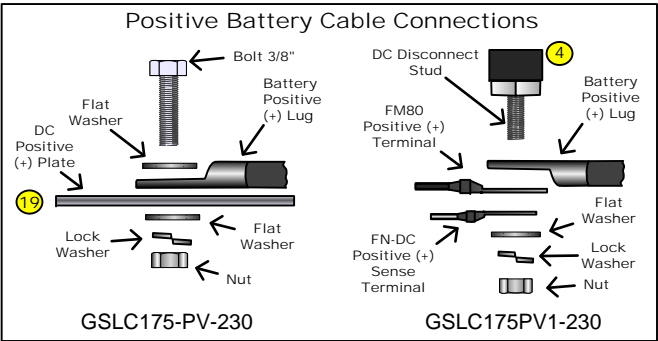 Positive Battery Cable Connections
Bolt 3/8"
Flat
Washer
Battery
Positive
(+) Lug
DC
Positive
(+) Plate
19
Lock
Washer
Flat
Washer
Nut
GSLC175-PV-230
DC Disconnect
Stud
4
FM80
Positive (+)
Terminal
Battery
Positive
(+) Lug
FN-DC
Positive (+)
Sense
Terminal
Flat
Washer
Lock
Washer
Nut
GSLC175PV1-230